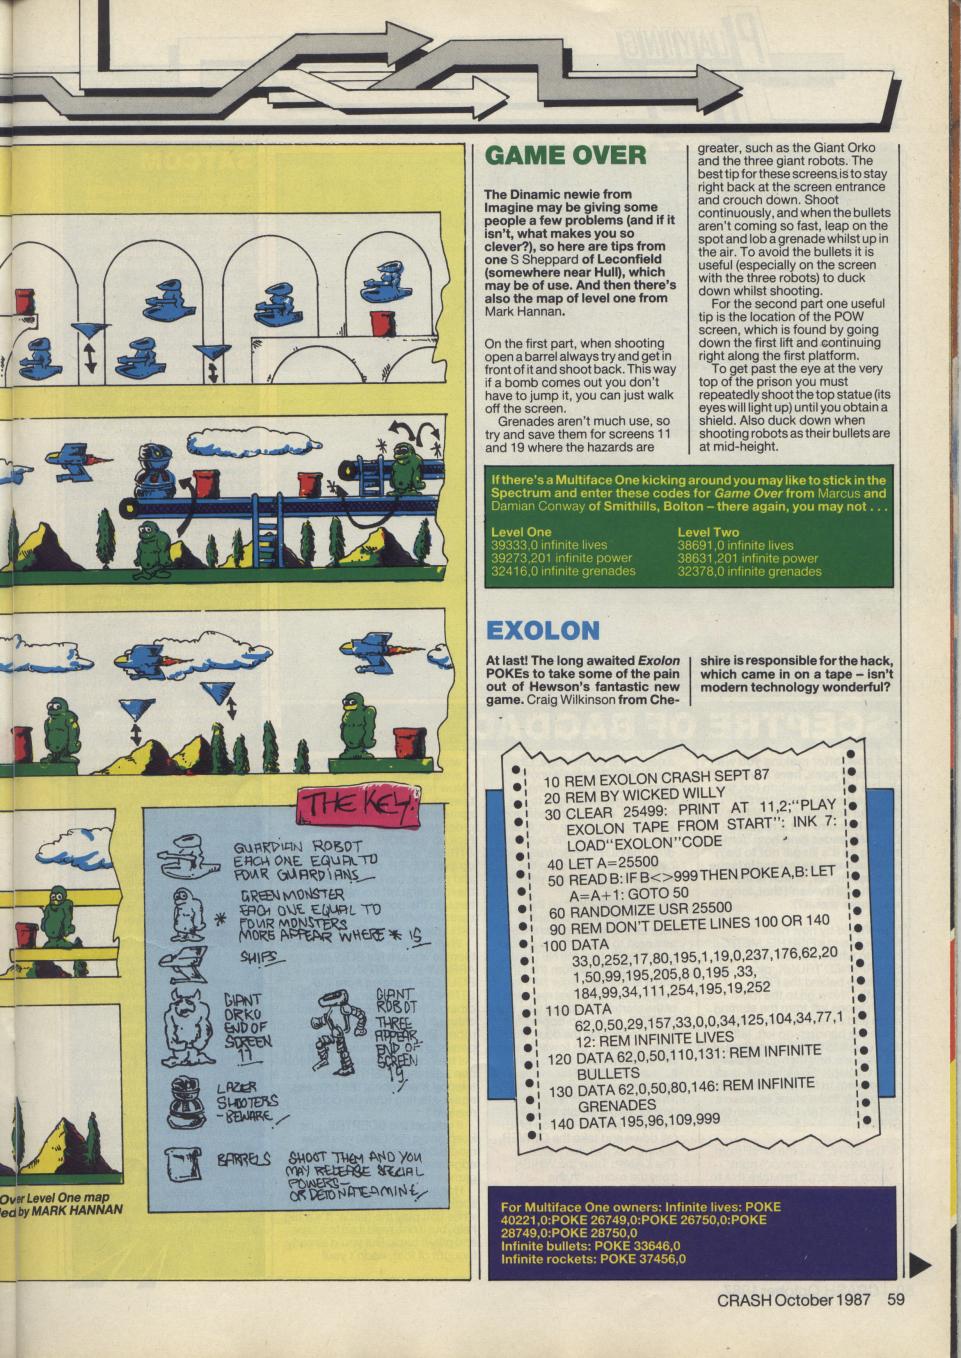 GAME OVER
The Dinamic newie from
Imagine may be giving some
people a few problems (and if it
isn't, what makes you so
clever?), so here are tips from
one S Sheppard of Leconfield
(somewhere near Hull), which
may be of use. And then there's
also the map of level one from
Mark Hannan.
On the first part, when shooting
open a barrel always try and get in
front of it and shoot back. This way
if a bomb comes out you don't
have to jump it, you can just walk
off the screen.
Grenades aren't much use, so
try and save them for screens 11
and 19 where the hazards are
greater, such as the Giant Orko
and the three giant robots. The
best tip for these screens is to stay
right back at the screen entrance
and crouch down. Shoot
continuously, and when the bullets
aren't coming so fast, leap on the
spot and lob a grenade whilst up in
the air. To avoid the bullets it is
useful (especially on the screen
with the three robots) to duck
down whilst shooting.
For the second part one useful
tip is the location of the POW
screen, which is found by going
down the first lift and continuing
right along the first platform.
To get past the eye at the very
top of the prison you must
repeatedly shoot the top statue (its
eyes will light up) until you obtain a
shield. Also duck down when
shooting robots as their bullets are
at mid-height.
If there's a Multiface One kicking around you may like to stick in the
Spectrum and enter these codes for Game Over from Marcus and
Damian Conway of Smithills, Bolton – there again, you may not . . .
Level One
39333,0 infinite lives
39273,201 infinite power
32416,0 infinite grenades
Level Two
38691,0 infinite lives
38631,201 infinite power
32378,0 infinite grenades
EXOLON
At last! The long awaited Exolon
POKEs to take some of the pain
out of Hewson's fantastic new
game. Craig Wilkinson from Che-
shire is responsible for the hack,
which came in on a tape – isn't
modern technology wonderful?
10 REM EXOLON CRASH SEPT 87
20 REM BY WICKED WILLY
30 CLEAR 25499: PRINT AT 11,2;"PLAY
EXOLON TAPE FROM START": INK 7:
LOAD"EXOLON"CODE
40 LET A=25500
50 READ B: IF B<>999 THEN POKE A,B: LET
A=A+1: GOTO 50
60 RANDOMIZE USR 25500
90 REM DON'T DELETE LINES 100 OR 140
100 DATA
33,0,252,17,80,195,1,19,0,237,176,62,20
1,50,99,195,205,8 0,195 ,33,
184,99,34,111,254,195,19,252
110 DATA
62,0,50,29,157,33,0,0,34,125,104,34,77,1
12: REM INFINITE LIVES
120 DATA 62,0,50,110,131: REM INFINITE
BULLETS
130 DATA 62,0,50,80,146: REM INFINITE
GRENADES
140 DATA 195,96,109,999
For Multiface One owners: Infinite lives: POKE
40221,0:POKE 26749,0:POKE 26750,0:POKE
28749,0:POKE 28750,0
Infinite bullets: POKE 33646,0
Infinite rockets: POKE 37456,0
THE KEY:
GUARDIAN ROBOT
EACH ONE EQUAL TO
FOUR GUARDIANS
GREEN MONSTER
EACH ONE EQUAL TO
FOUR MONSTERS
MORE APPEAR WHERE * IS
SHIPS
GIANT
ORKO
END OF
SCREEN
11
GIANT
ROBOT
THREE
APPEAR
END OF
SCREEN
19
LAZER
SHOOTERS
- BEWARE
BARRELS
SHOOT THEM AND YOU
MAY RELEASE SPECIAL
POWERS-
OR DETONATE A MINE
Over Level One map
led by MARK HANNAN
CRASH October 1987 59